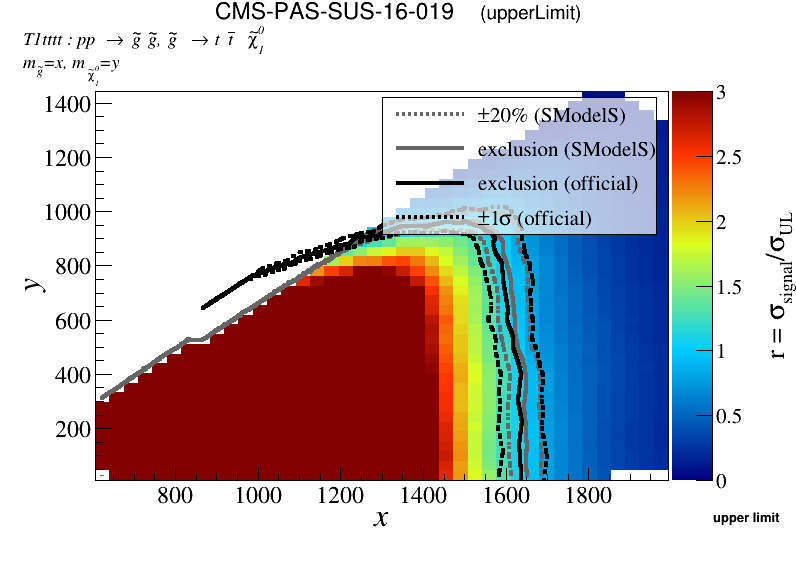 CMS-PAS-SUS-16-019 (upperLimit)
T1tttt : pp → g̃ g̃, g̃ → t t̄ χ̃⁰₁
m_g̃=x, m_χ̃⁰₁=y
±20% (SModelS)
exclusion (SModelS)
exclusion (official)
±1σ (official)
1400
1200
1000
800
600
400
200
y
800 1000 1200 1400 1600 1800
x
3
2.5
2
1.5
1
0.5
0
r = σ_signal/σ_UL
upper limit